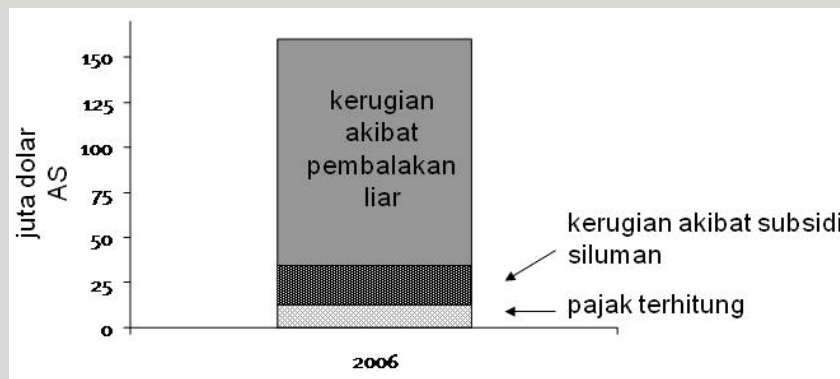 150
125
100
75
50
25
0
juta dolar
AS
kerugian
akibat
pembalakan
liar
kerugian akibat subsidi
siluman
pajak terhitung
2006